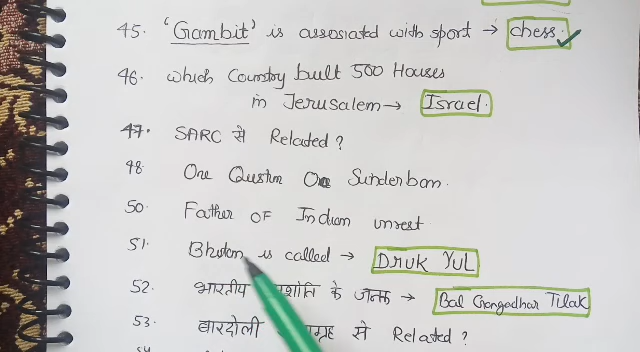 45. 'Gambit' is assosiated with sport → chess.
46. which Country built 500 Houses
in Jerusalem → Israel.
47. SARC से Related ?
48 One Qustion On Sunderban.
50. Father OF Indian unrest
51. Bhutan is called → DRUK YUL
52. भारतीय शांति के जनक → Bal Gangadhar Tilak
53. बारदोली ग्रह से Related ?